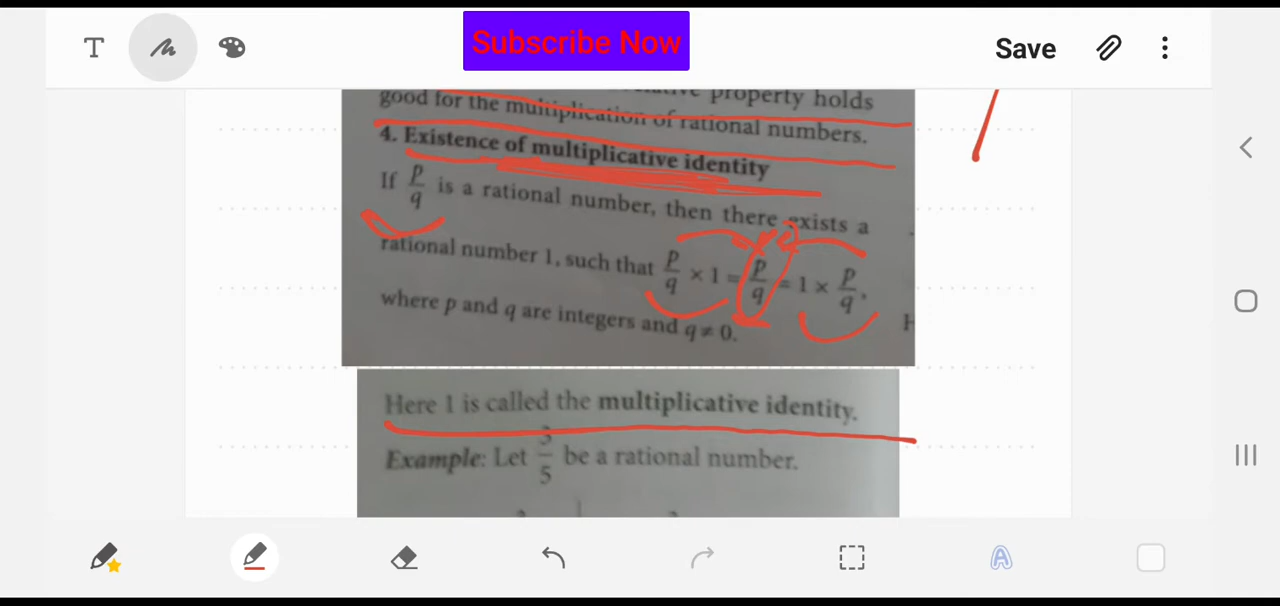 T
Subscribe Now
Save
property holds
good for the multiplication of rational numbers.
4. Existence of multiplicative identity
If p/q is a rational number, then there exists a
rational number 1, such that p/q × 1 = p/q = 1 × p/q,
where p and q are integers and q ≠ 0.
Here 1 is called the multiplicative identity.
Example: Let 3/5 be a rational number.
A